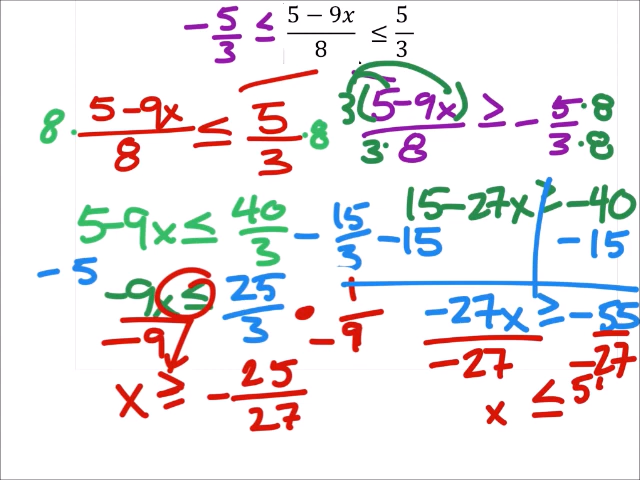 -5/3 ≤ (5 − 9x)/8 ≤ 5/3
8 · (5-9x)/8 ≤ 5/3 · 8
3(5-9x)/3·8 ≥ -5·8/3·8
5-9x ≤ 40/3 - 15/3
-5
-9x/-9 ≤ 25/3 · 1/-9
x ≥ -25/27
15-27x ≥ -40
-15 -15
-27x/-27 ≥ -55/-27
x ≤ 5